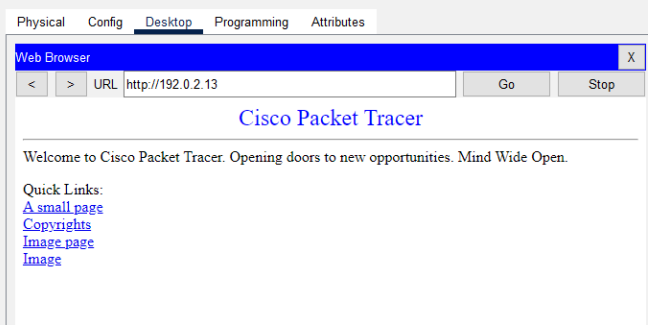 Physical Config Desktop Programming Attributes
Web Browser X
< > URL http://192.0.2.13 Go Stop
Cisco Packet Tracer
Welcome to Cisco Packet Tracer. Opening doors to new opportunities. Mind Wide Open.
Quick Links:
A small page
Copyrights
Image page
Image